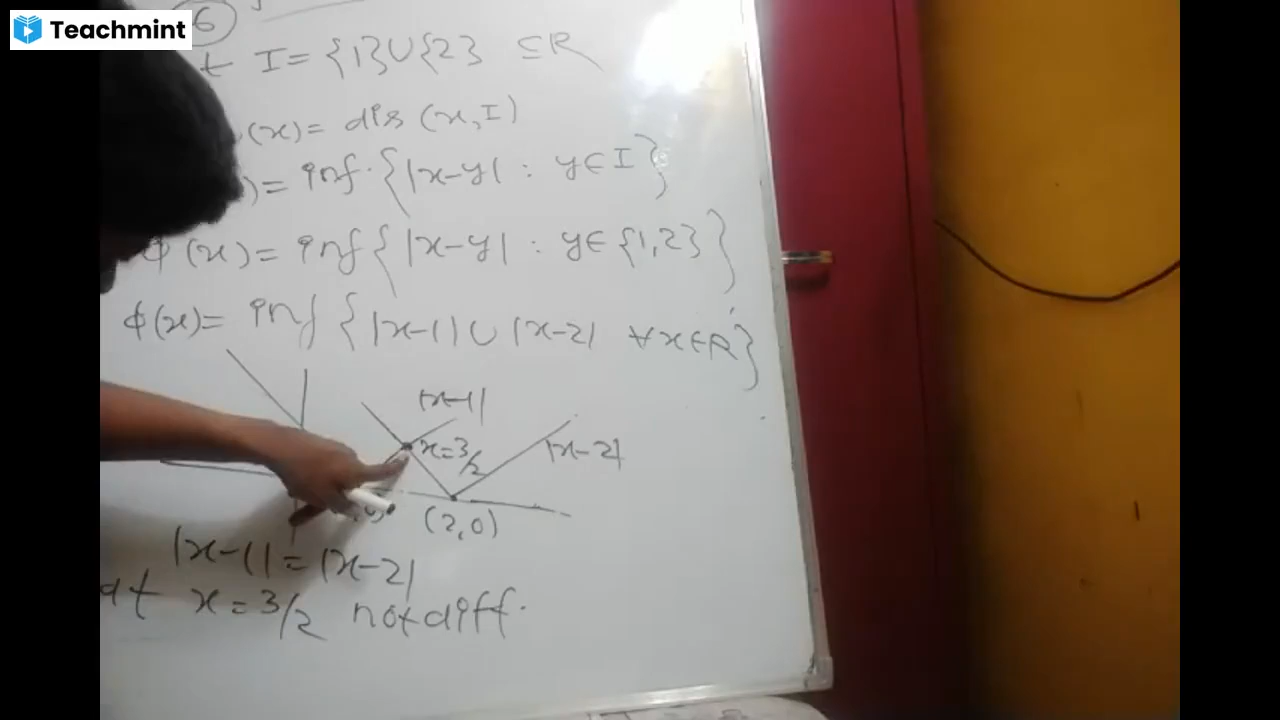 Teachmint
6
t I = {1}∪{2} ⊆R
(x)= dis (x, I)
)= inf. {|x-y| : y∈ I}
φ(x)= inf{|x-y| : y∈ {1,2}}
φ(x)= inf {|x-1|∪|x-2| ∀x∈R}
|x-1|
x=3/2
|x-2|
(2,0)
|x-1|=|x-2|
at x=3/2 not diff.